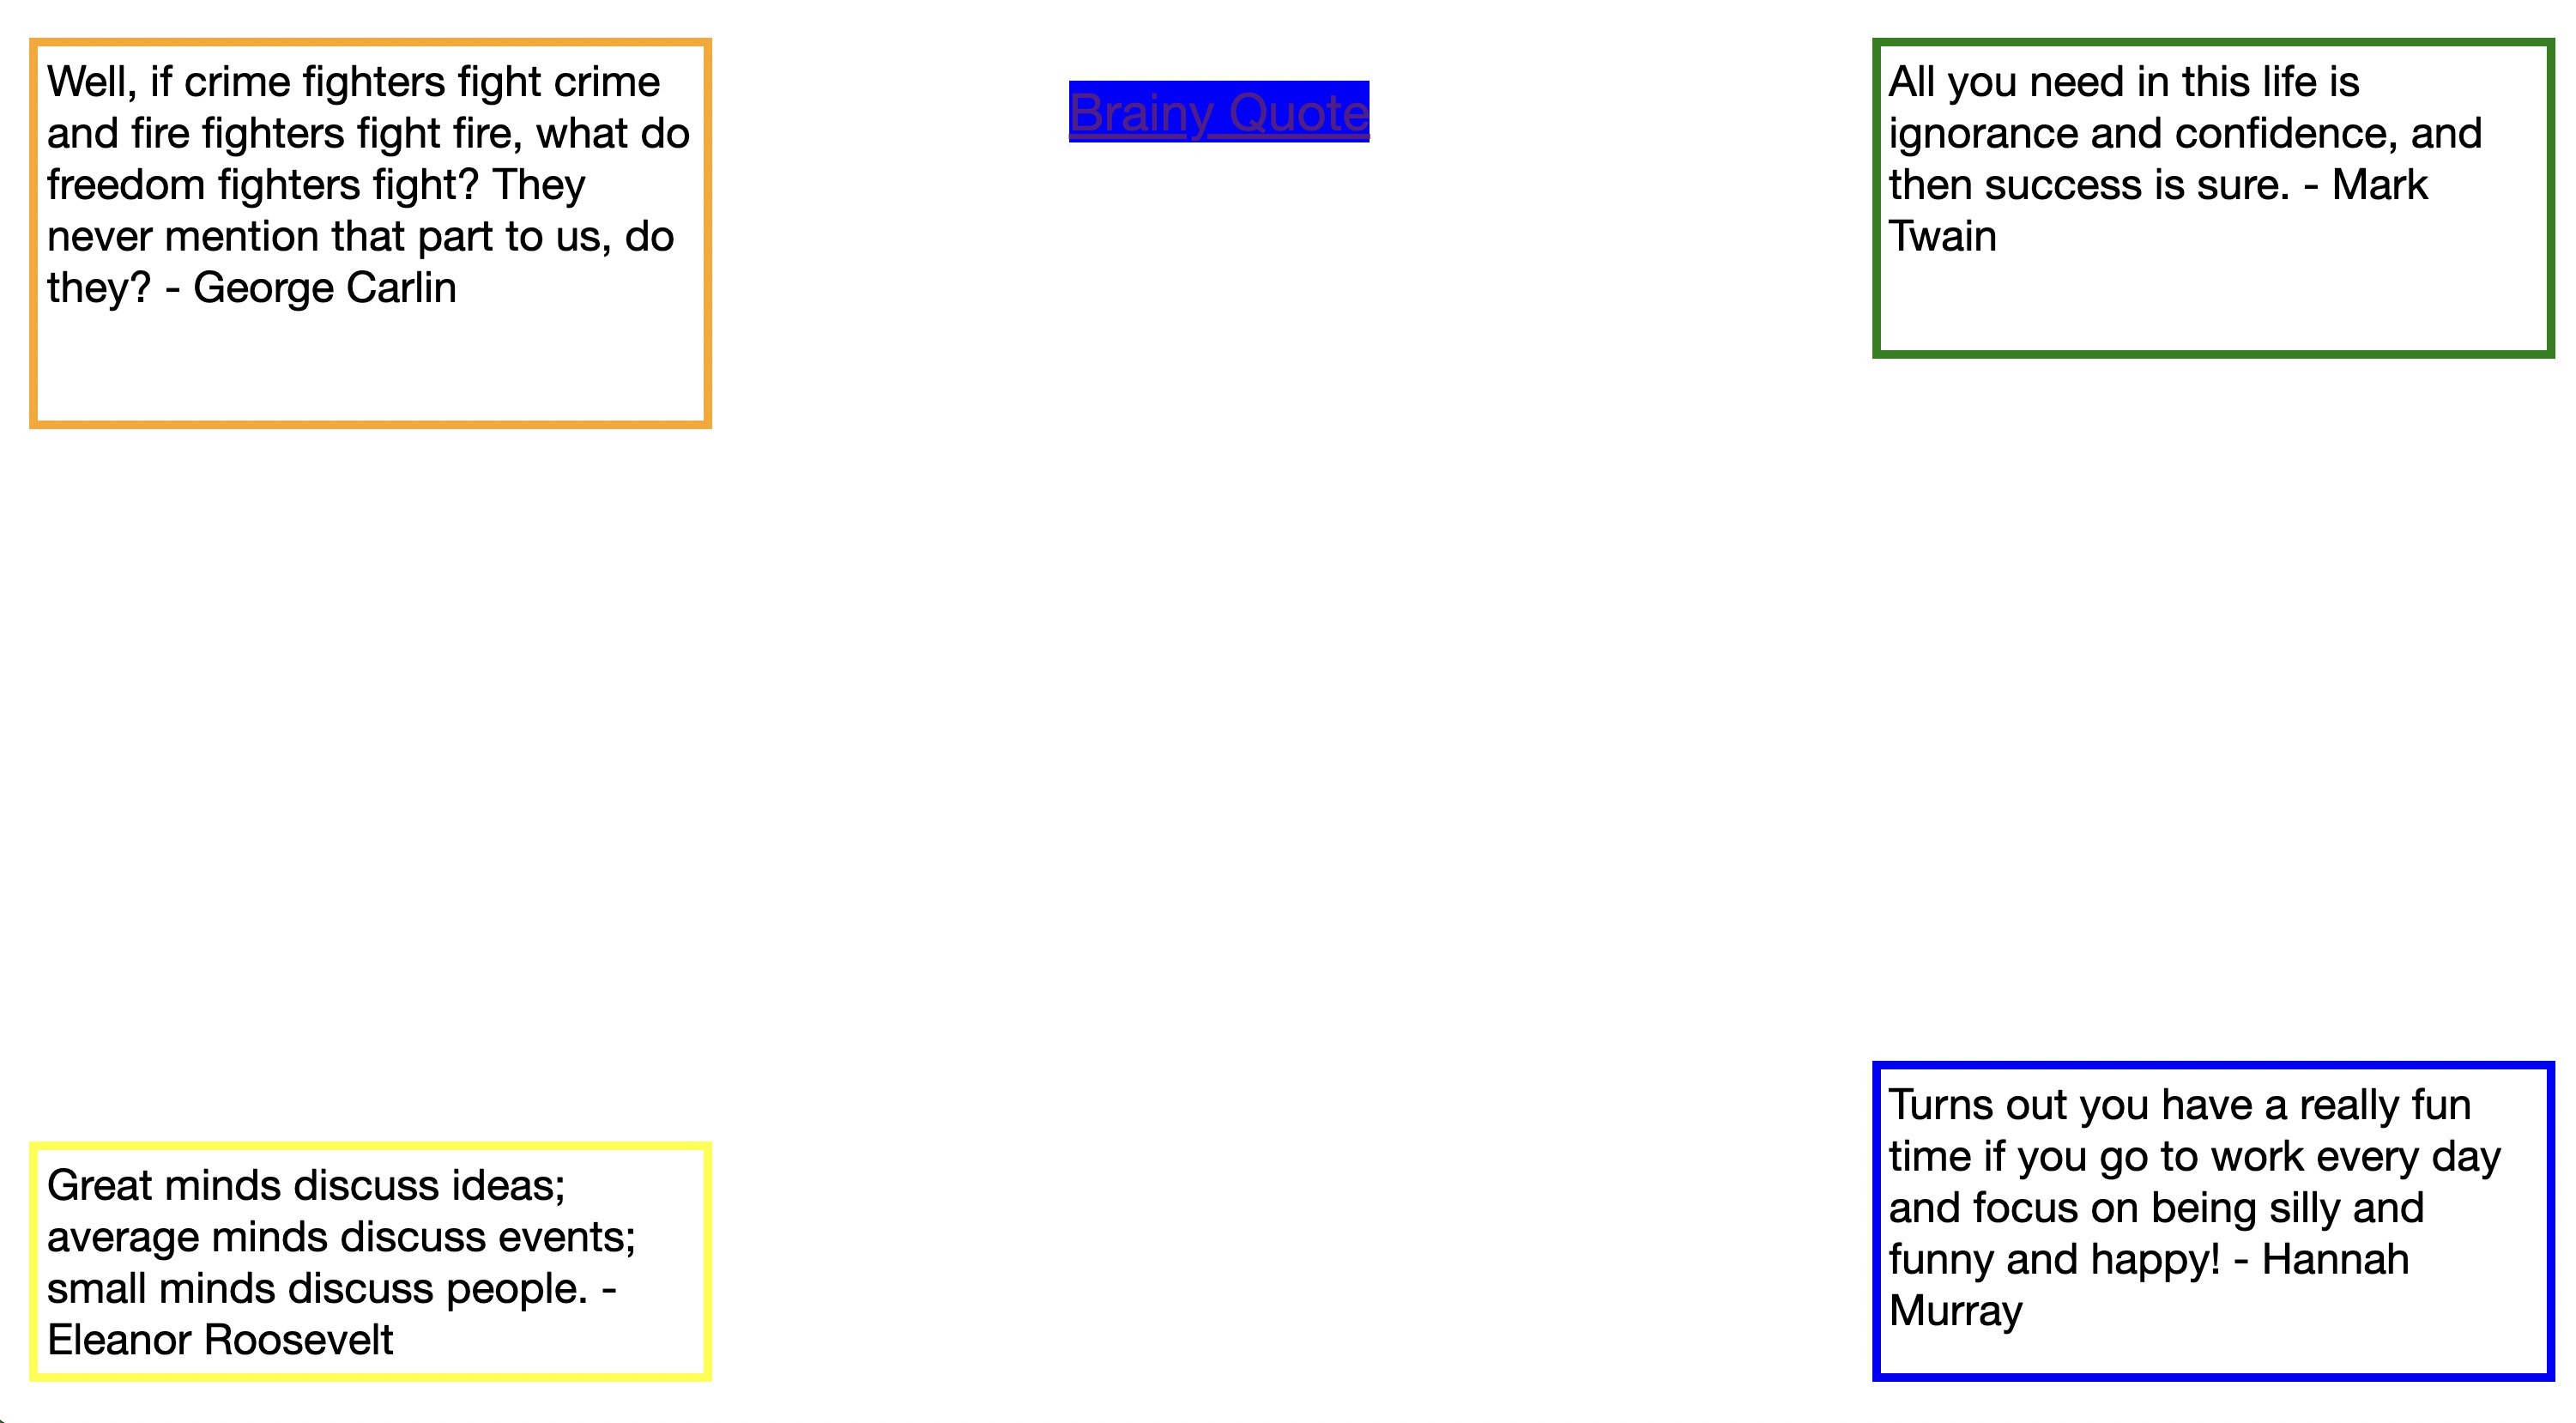 Well, if crime fighters fight crime
and fire fighters fight fire, what do
freedom fighters fight? They
never mention that part to us, do
they? - George Carlin
Brainy Quote
All you need in this life is
ignorance and confidence, and
then success is sure. - Mark
Twain
Great minds discuss ideas;
average minds discuss events;
small minds discuss people. -
Eleanor Roosevelt
Turns out you have a really fun
time if you go to work every day
and focus on being silly and
funny and happy! - Hannah
Murray